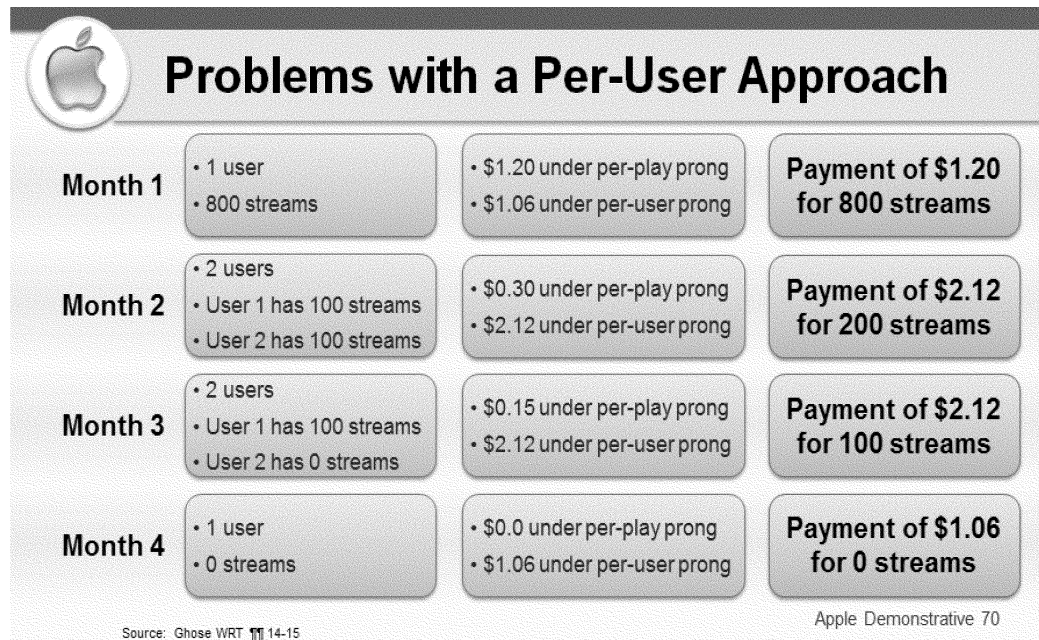 Problems with a Per-User Approach
Month 1
• 1 user
• 800 streams
• $1.20 under per-play prong
• $1.06 under per-user prong
Payment of $1.20
for 800 streams
Month 2
• 2 users
• User 1 has 100 streams
• User 2 has 100 streams
• $0.30 under per-play prong
• $2.12 under per-user prong
Payment of $2.12
for 200 streams
Month 3
• 2 users
• User 1 has 100 streams
• User 2 has 0 streams
• $0.15 under per-play prong
• $2.12 under per-user prong
Payment of $2.12
for 100 streams
Month 4
• 1 user
• 0 streams
• $0.0 under per-play prong
• $1.06 under per-user prong
Payment of $1.06
for 0 streams
Source: Ghose WRT ¶¶ 14-15
Apple Demonstrative 70